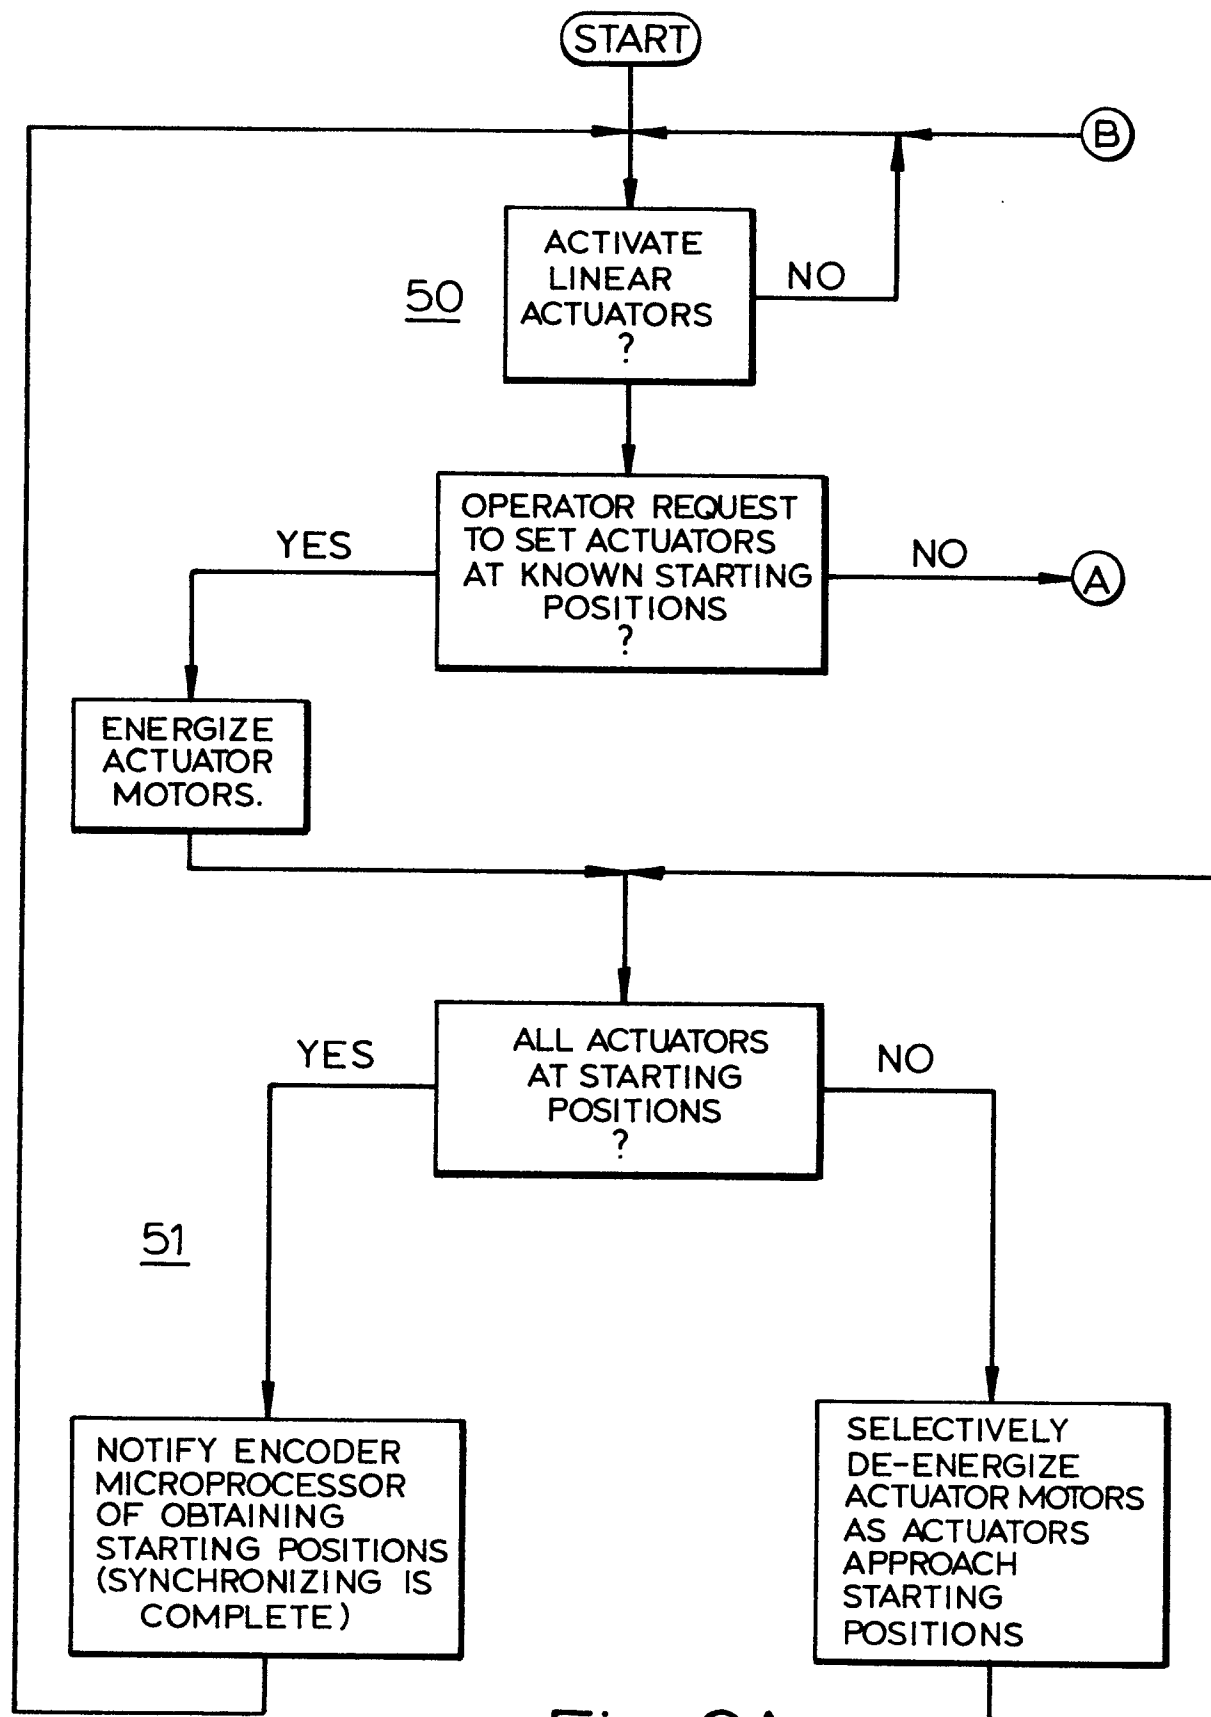 START
B
ACTIVATE
LINEAR
ACTUATORS
?
NO
50
OPERATOR REQUEST
TO SET ACTUATORS
AT KNOWN STARTING
POSITIONS
?
YES
NO
A
ENERGIZE
ACTUATOR
MOTORS.
ALL ACTUATORS
AT STARTING
POSITIONS
?
YES
NO
51
NOTIFY ENCODER
MICROPROCESSOR
OF OBTAINING
STARTING POSITIONS
(SYNCHRONIZING IS
COMPLETE)
SELECTIVELY
DE-ENERGIZE
ACTUATOR MOTORS
AS ACTUATORS
APPROACH
STARTING
POSITIONS